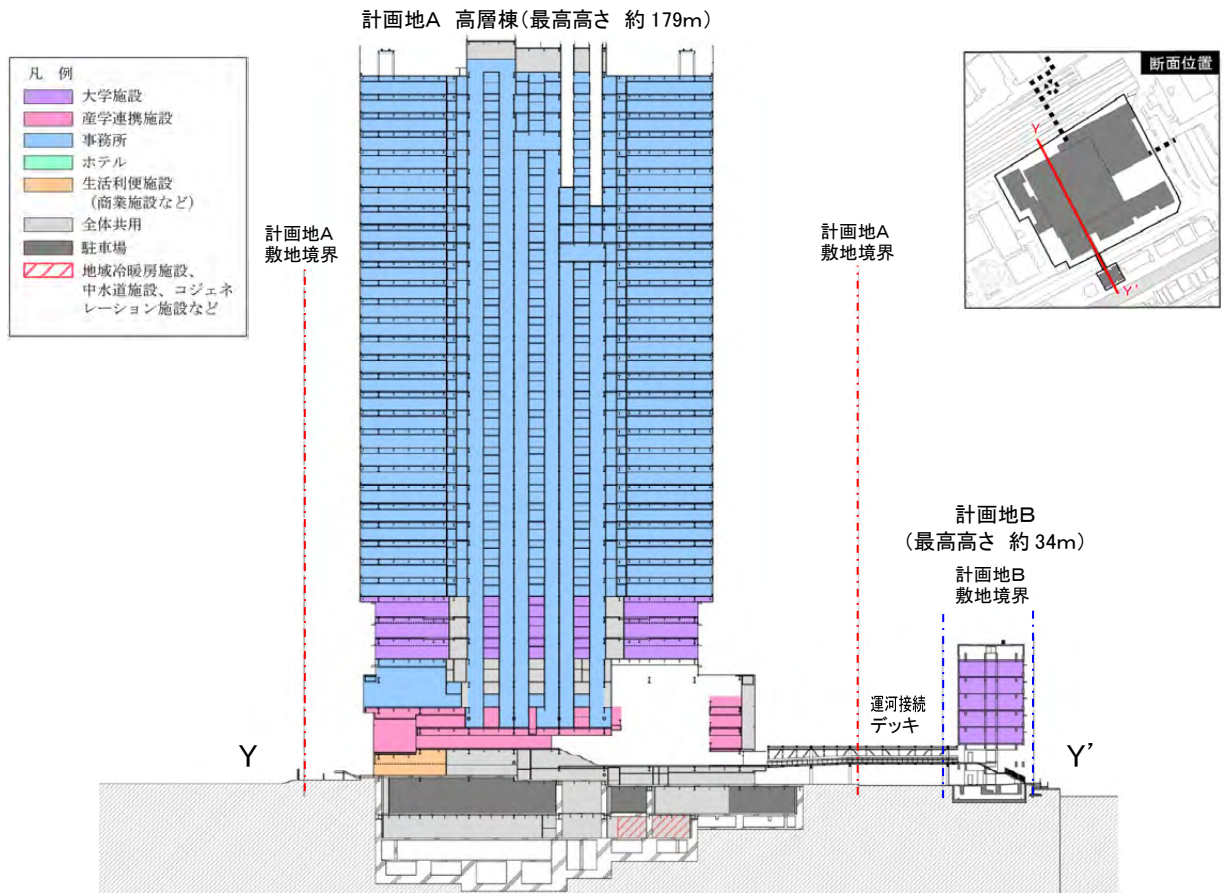 計画地A 高層棟(最高高さ 約179m)
凡 例
大学施設
産学連携施設
事務所
ホテル
生活利便施設
(商業施設など)
全体共用
駐車場
地域冷暖房施設、
中水道施設、コジェネ
レーション施設など
断面位置
Y
Y'
計画地A
敷地境界
計画地A
敷地境界
計画地B
(最高高さ 約34m)
計画地B
敷地境界
運河接続
デッキ
Y
Y'